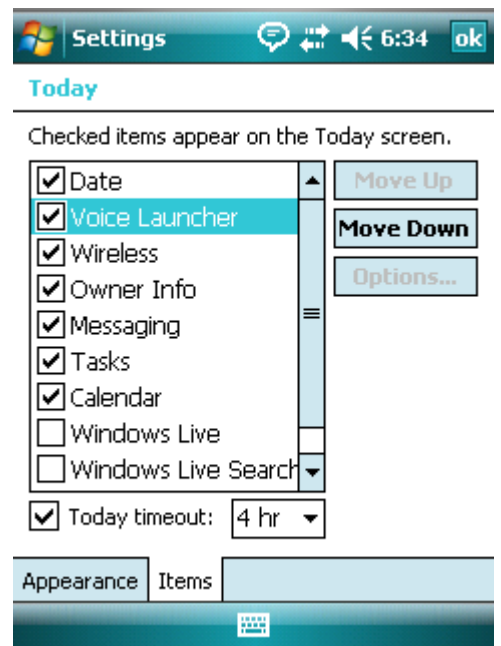 Settings 6:34 ok
Today
Checked items appear on the Today screen.
Date
Voice Launcher
Wireless
Owner Info
Messaging
Tasks
Calendar
Windows Live
Windows Live Search
Move Up
Move Down
Options...
Today timeout: 4 hr
Appearance Items